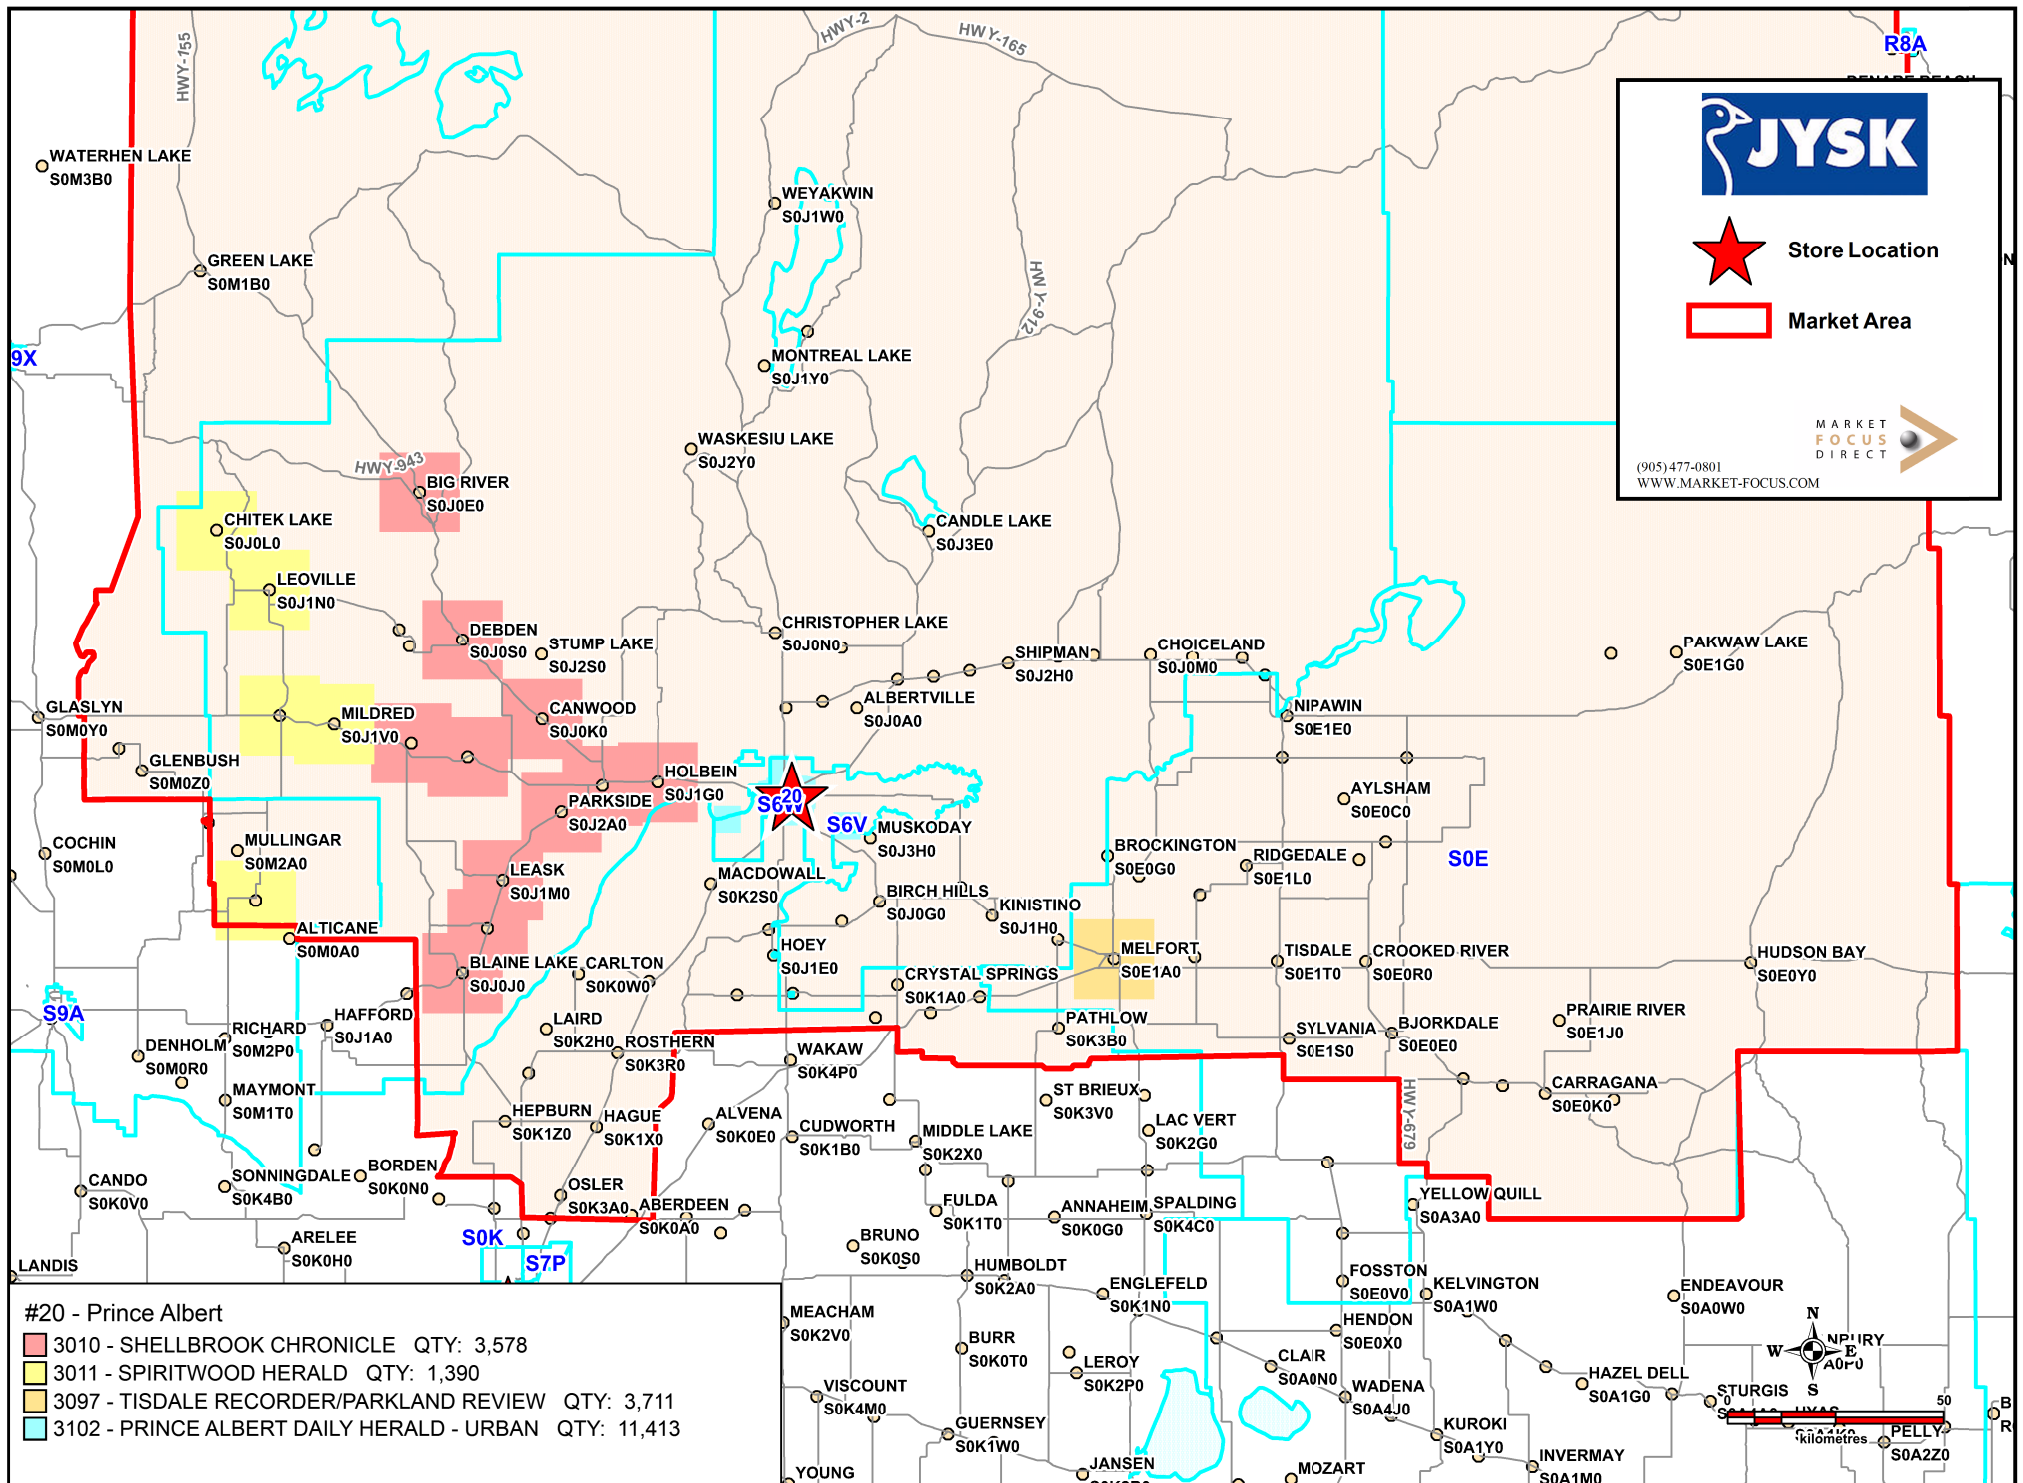 HWY-155
HWY-2
HWY-165
R8A
WATERHEN LAKE
S0M3B0
JYSK
WEYAKWIN
S0J1W0
Store Location
GREEN LAKE
S0M1B0
HWY-912
Market Area
9X
MONTREAL LAKE
S0J1Y0
MARKET
FOCUS
DIRECT
(905) 477-0801
WWW.MARKET-FOCUS.COM
WASKESIU LAKE
S0J2Y0
HWY-943
BIG RIVER
S0J0E0
CHITEK LAKE
S0J0L0
CANDLE LAKE
S0J3E0
LEOVILLE
S0J1N0
DEBDEN
S0J0S0
STUMP LAKE
S0J2S0
CHRISTOPHER LAKE
S0J0N0
SHIPMAN
S0J2H0
CHOICELAND
S0J0M0
PAKWAW LAKE
S0E1G0
GLASLYN
S0M0Y0
MILDRED
S0J1V0
CANWOOD
S0J0K0
ALBERTVILLE
S0J0A0
NIPAWIN
S0E1E0
GLENBUSH
S0M0Z0
HOLBEIN
S0J1G0
PARKSIDE
S0J2A0
S6W
20
S6V
AYLSHAM
S0E0C0
MUSKODAY
S0J3H0
COCHIN
S0M0L0
MULLINGAR
S0M2A0
LEASK
S0J1M0
MACDOWALL
S0K2S0
BROCKINGTON
S0E0G0
RIDGEDALE
S0E1L0
S0E
BIRCH HILLS
S0J0G0
KINISTINO
S0J1H0
ALTICANE
S0M0A0
HOEY
S0J1E0
MELFORT
S0E1A0
TISDALE
S0E1T0
CROOKED RIVER
S0E0R0
HUDSON BAY
S0E0Y0
BLAINE LAKE
S0J0J0
CARLTON
S0K0W0
CRYSTAL SPRINGS
S0K1A0
S9A
HAFFORD
S0J1A0
LAIRD
S0K2H0
PATHLOW
S0K3B0
PRAIRIE RIVER
S0E1J0
RICHARD
S0M2P0
DENHOLM
S0M0R0
ROSTHERN
S0K3R0
SYLVANIA
S0E1S0
BJORKDALE
S0E0E0
WAKAW
S0K4P0
MAYMONT
S0M1T0
ST BRIEUX
S0K3V0
CARRAGANA
S0E0K0
HWY-679
HEPBURN
S0K1Z0
HAGUE
S0K1X0
ALVENA
S0K0E0
CUDWORTH
S0K1B0
MIDDLE LAKE
S0K2X0
LAC VERT
S0K2G0
CANDO
S0K0V0
SONNINGDALE
S0K4B0
BORDEN
S0K0N0
OSLER
S0K3A0
ABERDEEN
S0K0A0
FULDA
S0K1T0
ANNAHEIM
S0K0G0
SPALDING
S0K4C0
YELLOW QUILL
S0A3A0
ARELEE
S0K0H0
S0K
S7P
BRUNO
S0K0S0
LANDIS
HUMBOLDT
S0K2A0
ENGLEFELD
S0K1N0
FOSSTON
S0E0V0
KELVINGTON
S0A1W0
ENDEAVOUR
S0A0W0
#20 - Prince Albert
3010 - SHELLBROOK CHRONICLE QTY: 3,578
3011 - SPIRITWOOD HERALD QTY: 1,390
3097 - TISDALE RECORDER/PARKLAND REVIEW QTY: 3,711
3102 - PRINCE ALBERT DAILY HERALD - URBAN QTY: 11,413
MEACHAM
S0K2V0
BURR
S0K0T0
HENDON
S0E0X0
N
W
E
S
LEROY
S0K2P0
CLAIR
S0A0N0
HAZEL DELL
S0A1G0
VISCOUNT
S0K4M0
WADENA
S0A4J0
STURGIS
0
50
kilometres
GUERNSEY
S0K1W0
KUROKI
S0A1Y0
PELLY
S0A2Z0
INVERMAY
S0A1M0
YOUNG
JANSEN
MOZART